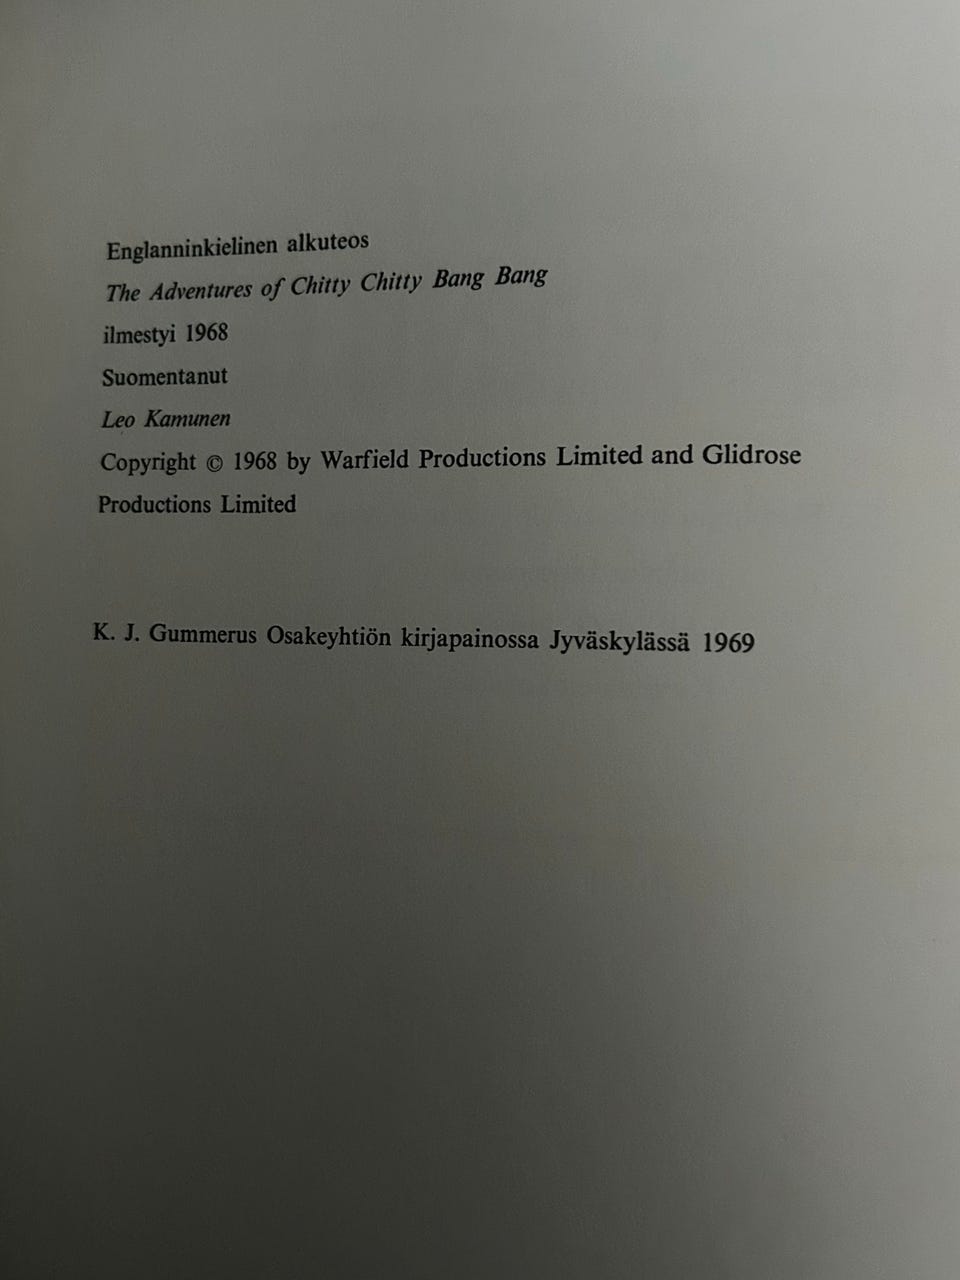 Englanninkielinen alkuteos
The Adventures of Chitty Chitty Bang Bang
ilmestyi 1968
Suomentanut
Leo Kamunen
Copyright © 1968 by Warfield Productions Limited and Glidrose
Productions Limited
K. J. Gummerus Osakeyhtiön kirjapainossa Jyväskylässä 1969